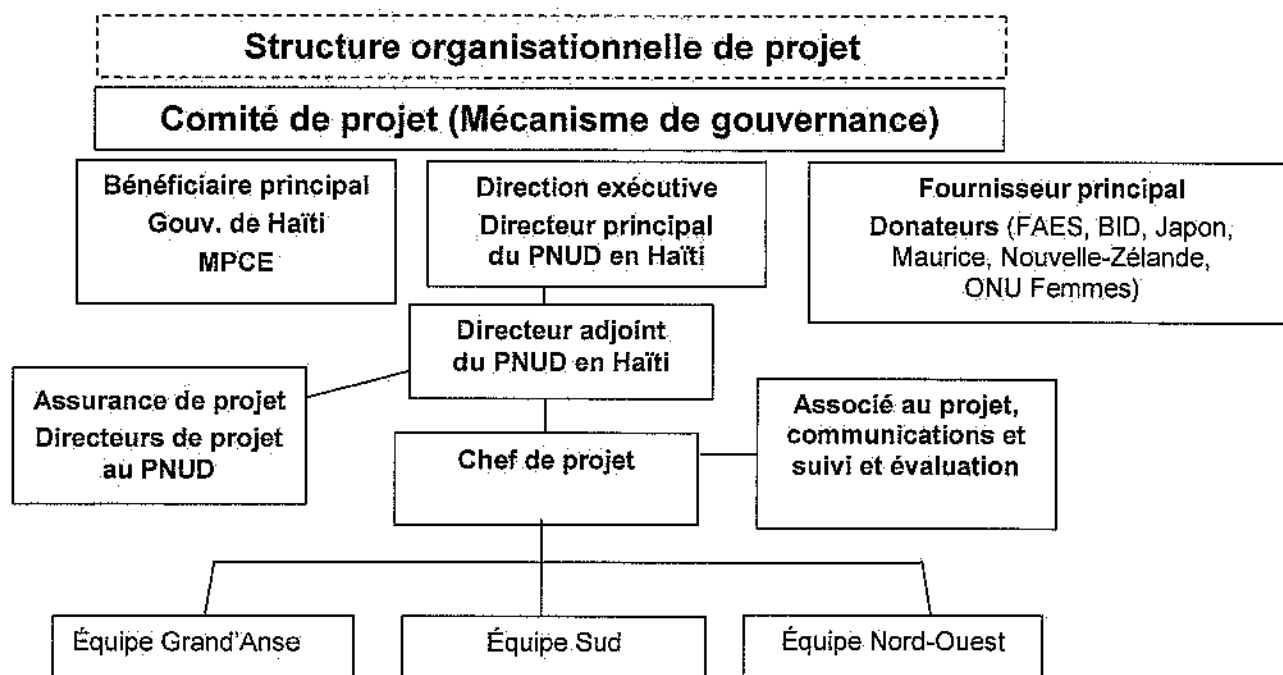 Structure organisationnelle de projet
Comité de projet (Mécanisme de gouvernance)
Bénéficiaire principal
Gouv. de Haïti
MPCE
Direction exécutive
Directeur principal
du PNUD en Haïti
Fournisseur principal
Donateurs (FAES, BID, Japon,
Maurice, Nouvelle-Zélande,
ONU Femmes)
Directeur adjoint
du PNUD en Haïti
Assurance de projet
Directeurs de projet
au PNUD
Chef de projet
Associé au projet,
communications et
suivi et évaluation
Équipe Grand'Anse
Équipe Sud
Équipe Nord-Ouest